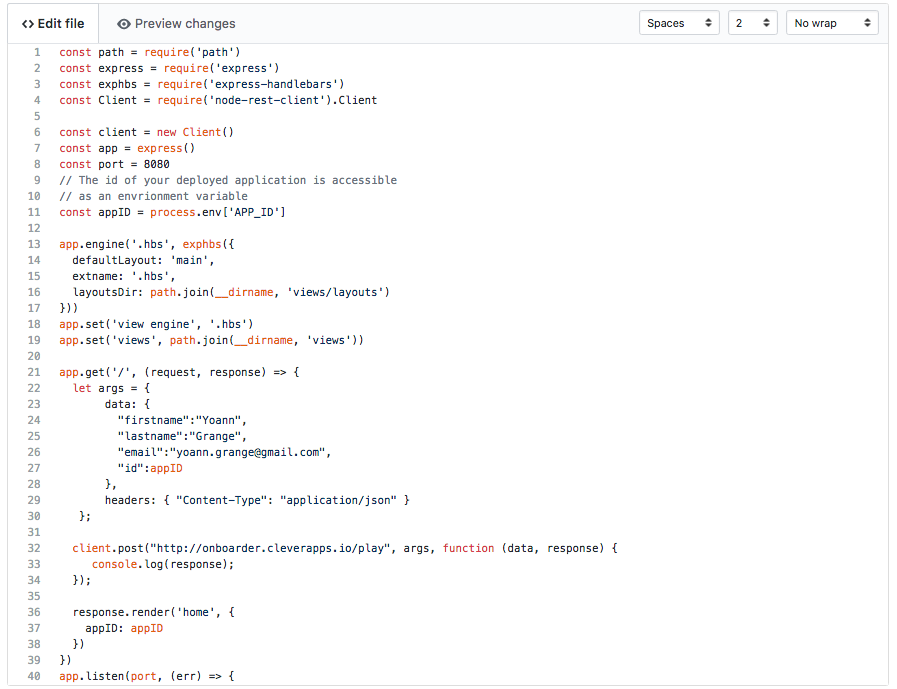 <> Edit file Preview changes Spaces 2 No wrap
1 const path = require('path')
2 const express = require('express')
3 const exphbs = require('express-handlebars')
4 const Client = require('node-rest-client').Client
5
6 const client = new Client()
7 const app = express()
8 const port = 8080
9 // The id of your deployed application is accessible
10 // as an envrionment variable
11 const appID = process.env['APP_ID']
12
13 app.engine('.hbs', exphbs({
14   defaultLayout: 'main',
15   extname: '.hbs',
16   layoutsDir: path.join(__dirname, 'views/layouts')
17 }))
18 app.set('view engine', '.hbs')
19 app.set('views', path.join(__dirname, 'views'))
20
21 app.get('/', (request, response) => {
22   let args = {
23        data: {
24          "firstname":"Yoann",
25          "lastname":"Grange",
26          "email":"yoann.grange@gmail.com",
27          "id":appID
28        },
29        headers: { "Content-Type": "application/json" }
30    };
31
32   client.post("http://onboarder.cleverapps.io/play", args, function (data, response) {
33      console.log(response);
34   });
35
36   response.render('home', {
37     appID: appID
38   })
39 })
40 app.listen(port, (err) => {